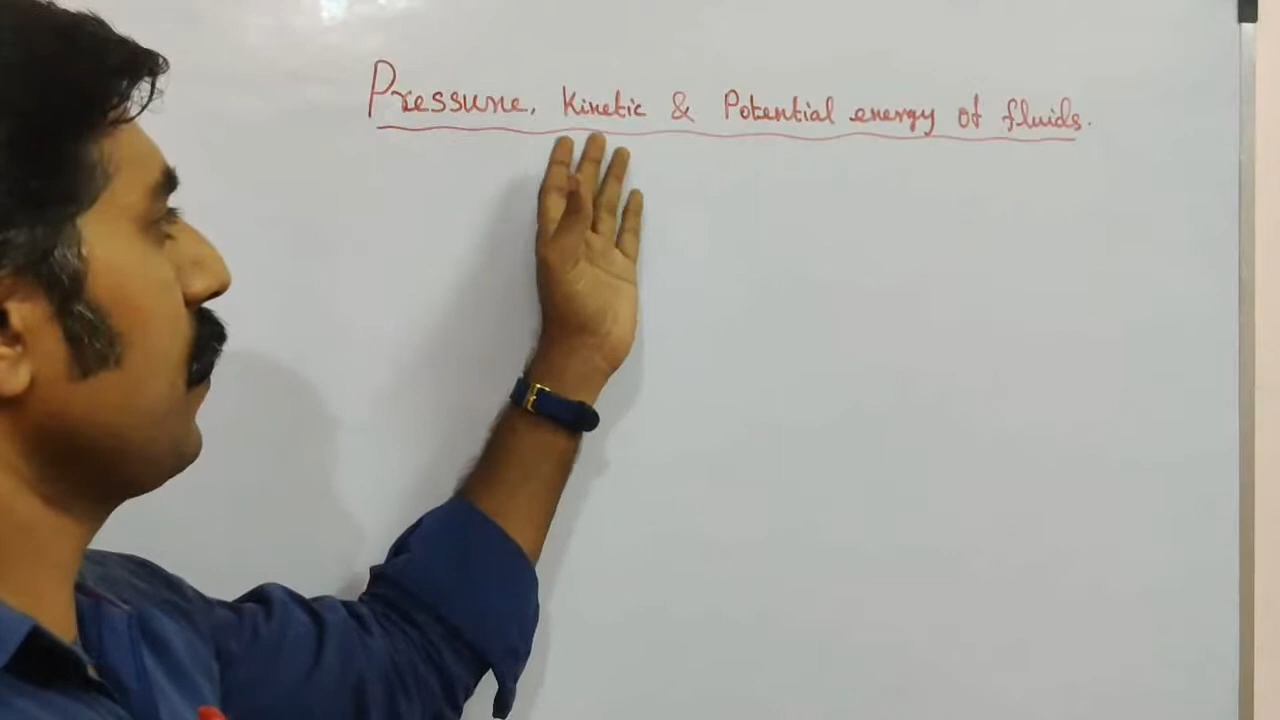 Pressure, Kinetic & Potential energy of fluids.